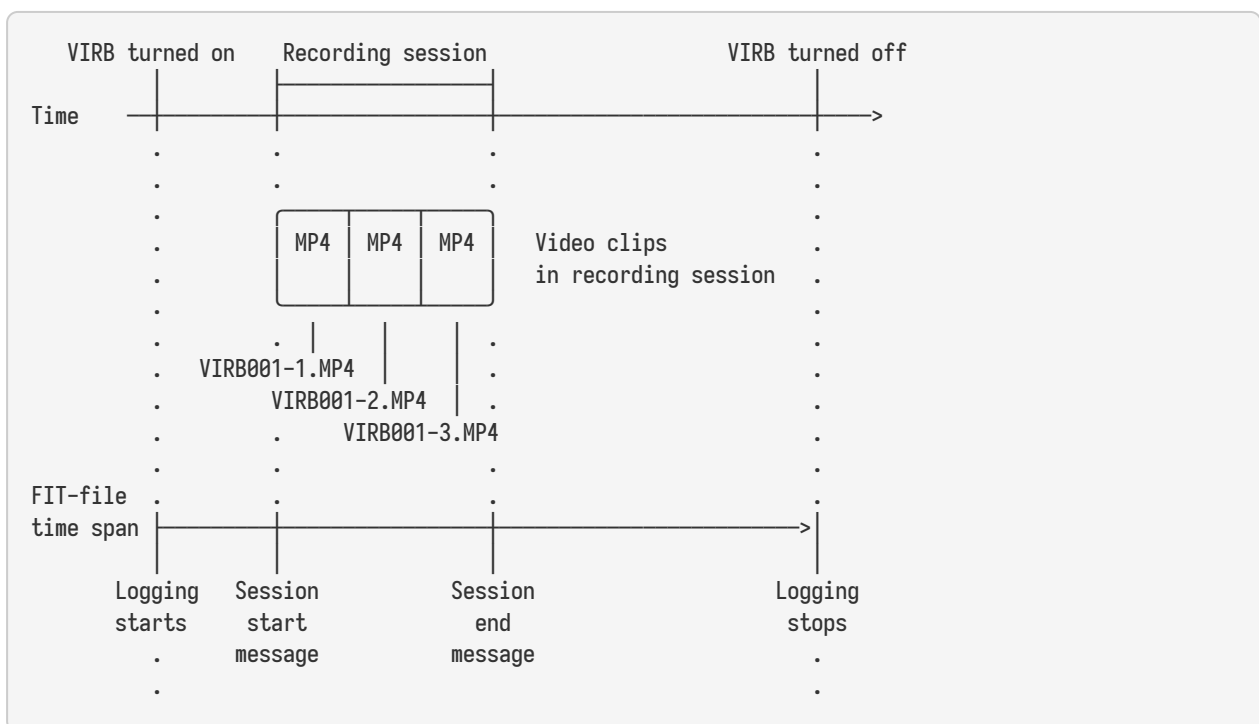 VIRB turned on Recording session VIRB turned off
Time
MP4 MP4 MP4 Video clips
in recording session
VIRB001-1.MP4
VIRB001-2.MP4
VIRB001-3.MP4
FIT-file
time span
Logging Session Session Logging
starts start end stops
message message